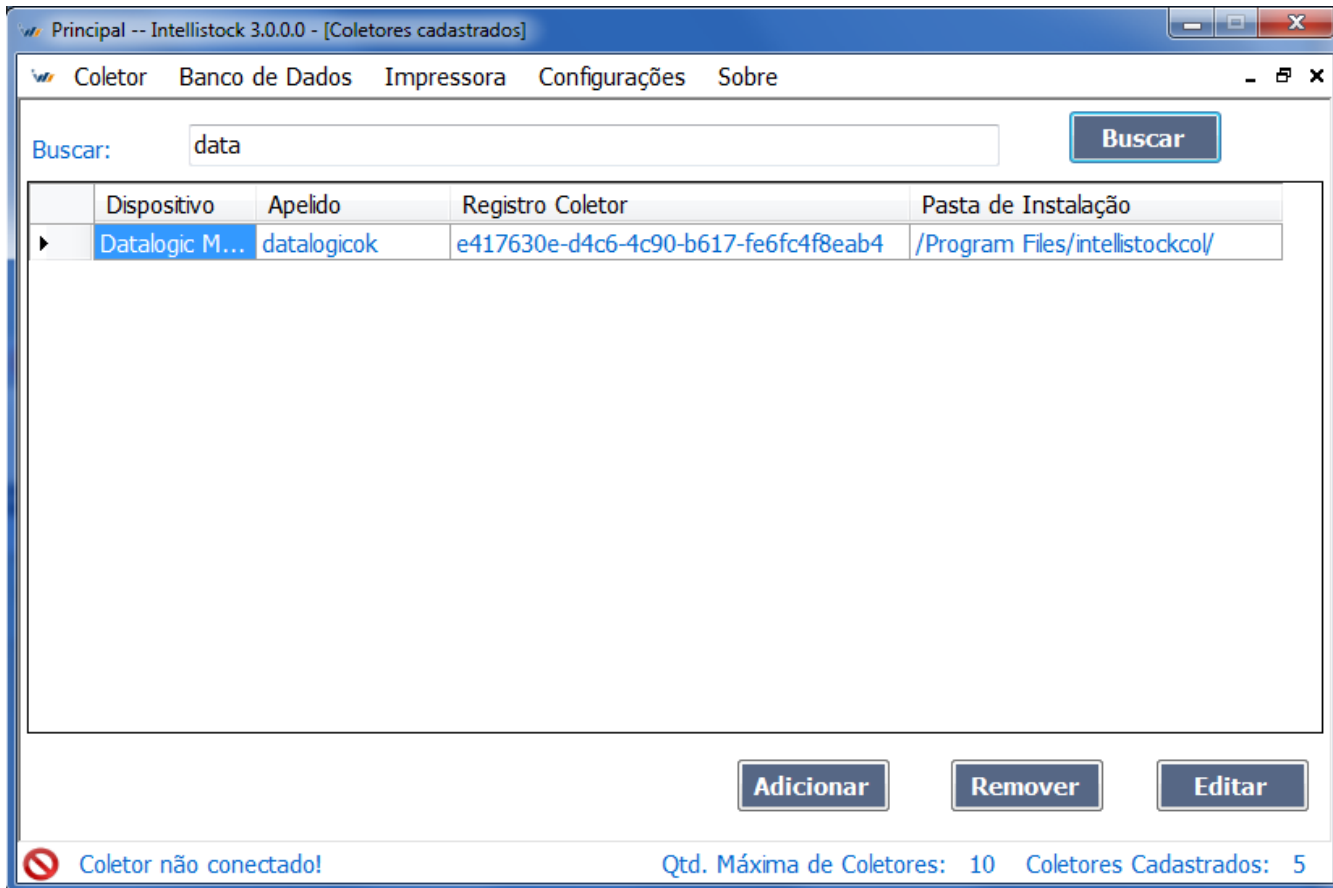 Principal -- Intellistock 3.0.0.0 - [Coletores cadastrados]
Coletor Banco de Dados Impressora Configurações Sobre
Buscar: data Buscar
Dispositivo Apelido Registro Coletor Pasta de Instalação
Datalogic M... datalogicok e417630e-d4c6-4c90-b617-fe6fc4f8eab4 /Program Files/intellistockcol/
Adicionar Remover Editar
Coletor não conectado! Qtd. Máxima de Coletores: 10 Coletores Cadastrados: 5